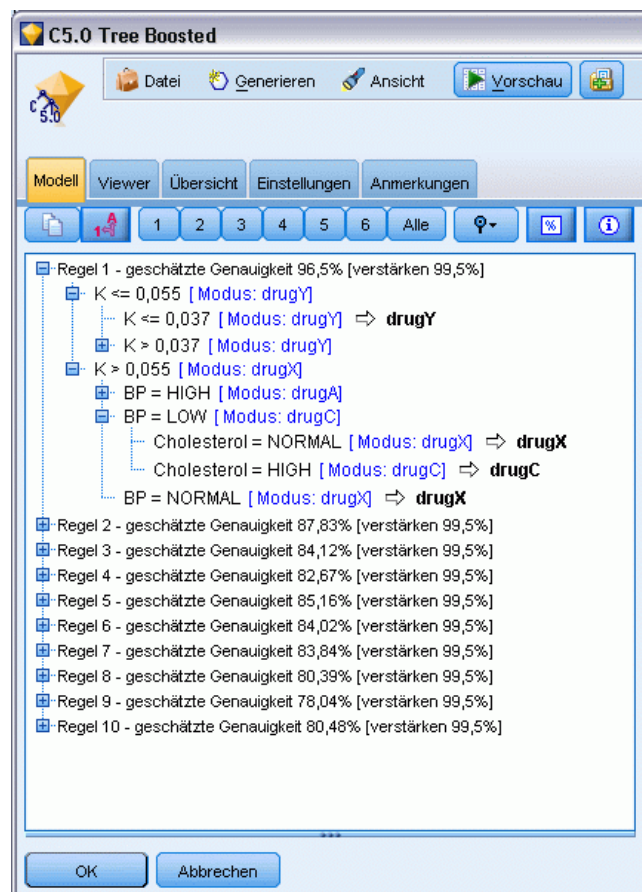 C5.0 Tree Boosted
Datei Generieren Ansicht Vorschau
C 5.0
Modell Viewer Übersicht Einstellungen Anmerkungen
1 A 1 2 3 4 5 6 Alle % i
Regel 1 - geschätzte Genauigkeit 96,5% [verstärken 99,5%]
K <= 0,055 [Modus: drugY]
K <= 0,037 [Modus: drugY] ⇨ drugY
K > 0,037 [Modus: drugY]
K > 0,055 [Modus: drugX]
BP = HIGH [Modus: drugA]
BP = LOW [Modus: drugC]
Cholesterol = NORMAL [Modus: drugX] ⇨ drugX
Cholesterol = HIGH [Modus: drugC] ⇨ drugC
BP = NORMAL [Modus: drugX] ⇨ drugX
Regel 2 - geschätzte Genauigkeit 87,83% [verstärken 99,5%]
Regel 3 - geschätzte Genauigkeit 84,12% [verstärken 99,5%]
Regel 4 - geschätzte Genauigkeit 82,67% [verstärken 99,5%]
Regel 5 - geschätzte Genauigkeit 85,16% [verstärken 99,5%]
Regel 6 - geschätzte Genauigkeit 84,02% [verstärken 99,5%]
Regel 7 - geschätzte Genauigkeit 83,84% [verstärken 99,5%]
Regel 8 - geschätzte Genauigkeit 80,39% [verstärken 99,5%]
Regel 9 - geschätzte Genauigkeit 78,04% [verstärken 99,5%]
Regel 10 - geschätzte Genauigkeit 80,48% [verstärken 99,5%]
OK Abbrechen